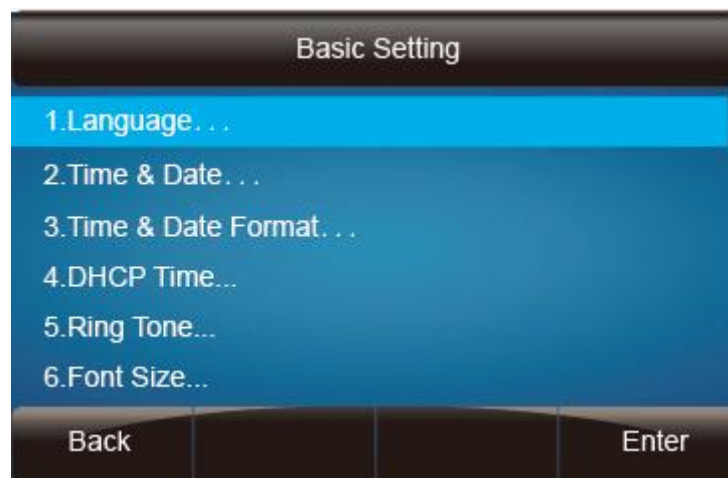 Basic Setting
1.Language. . .
2.Time & Date. . .
3.Time & Date Format. . .
4.DHCP Time...
5.Ring Tone...
6.Font Size...
Back Enter